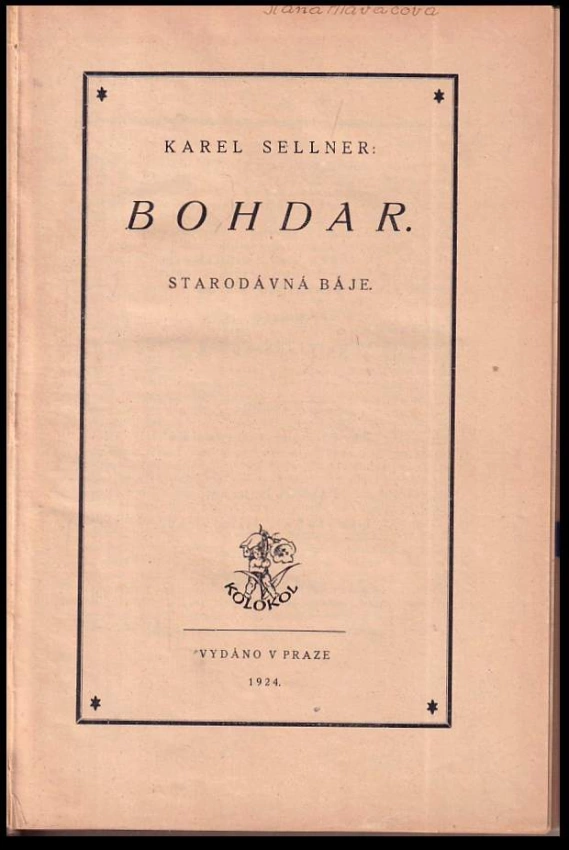 KAREL SELLNER:
BOHDAR.
STARODÁVNÁ BÁJE.
KOLOKOL
VYDÁNO V PRAZE
1924.